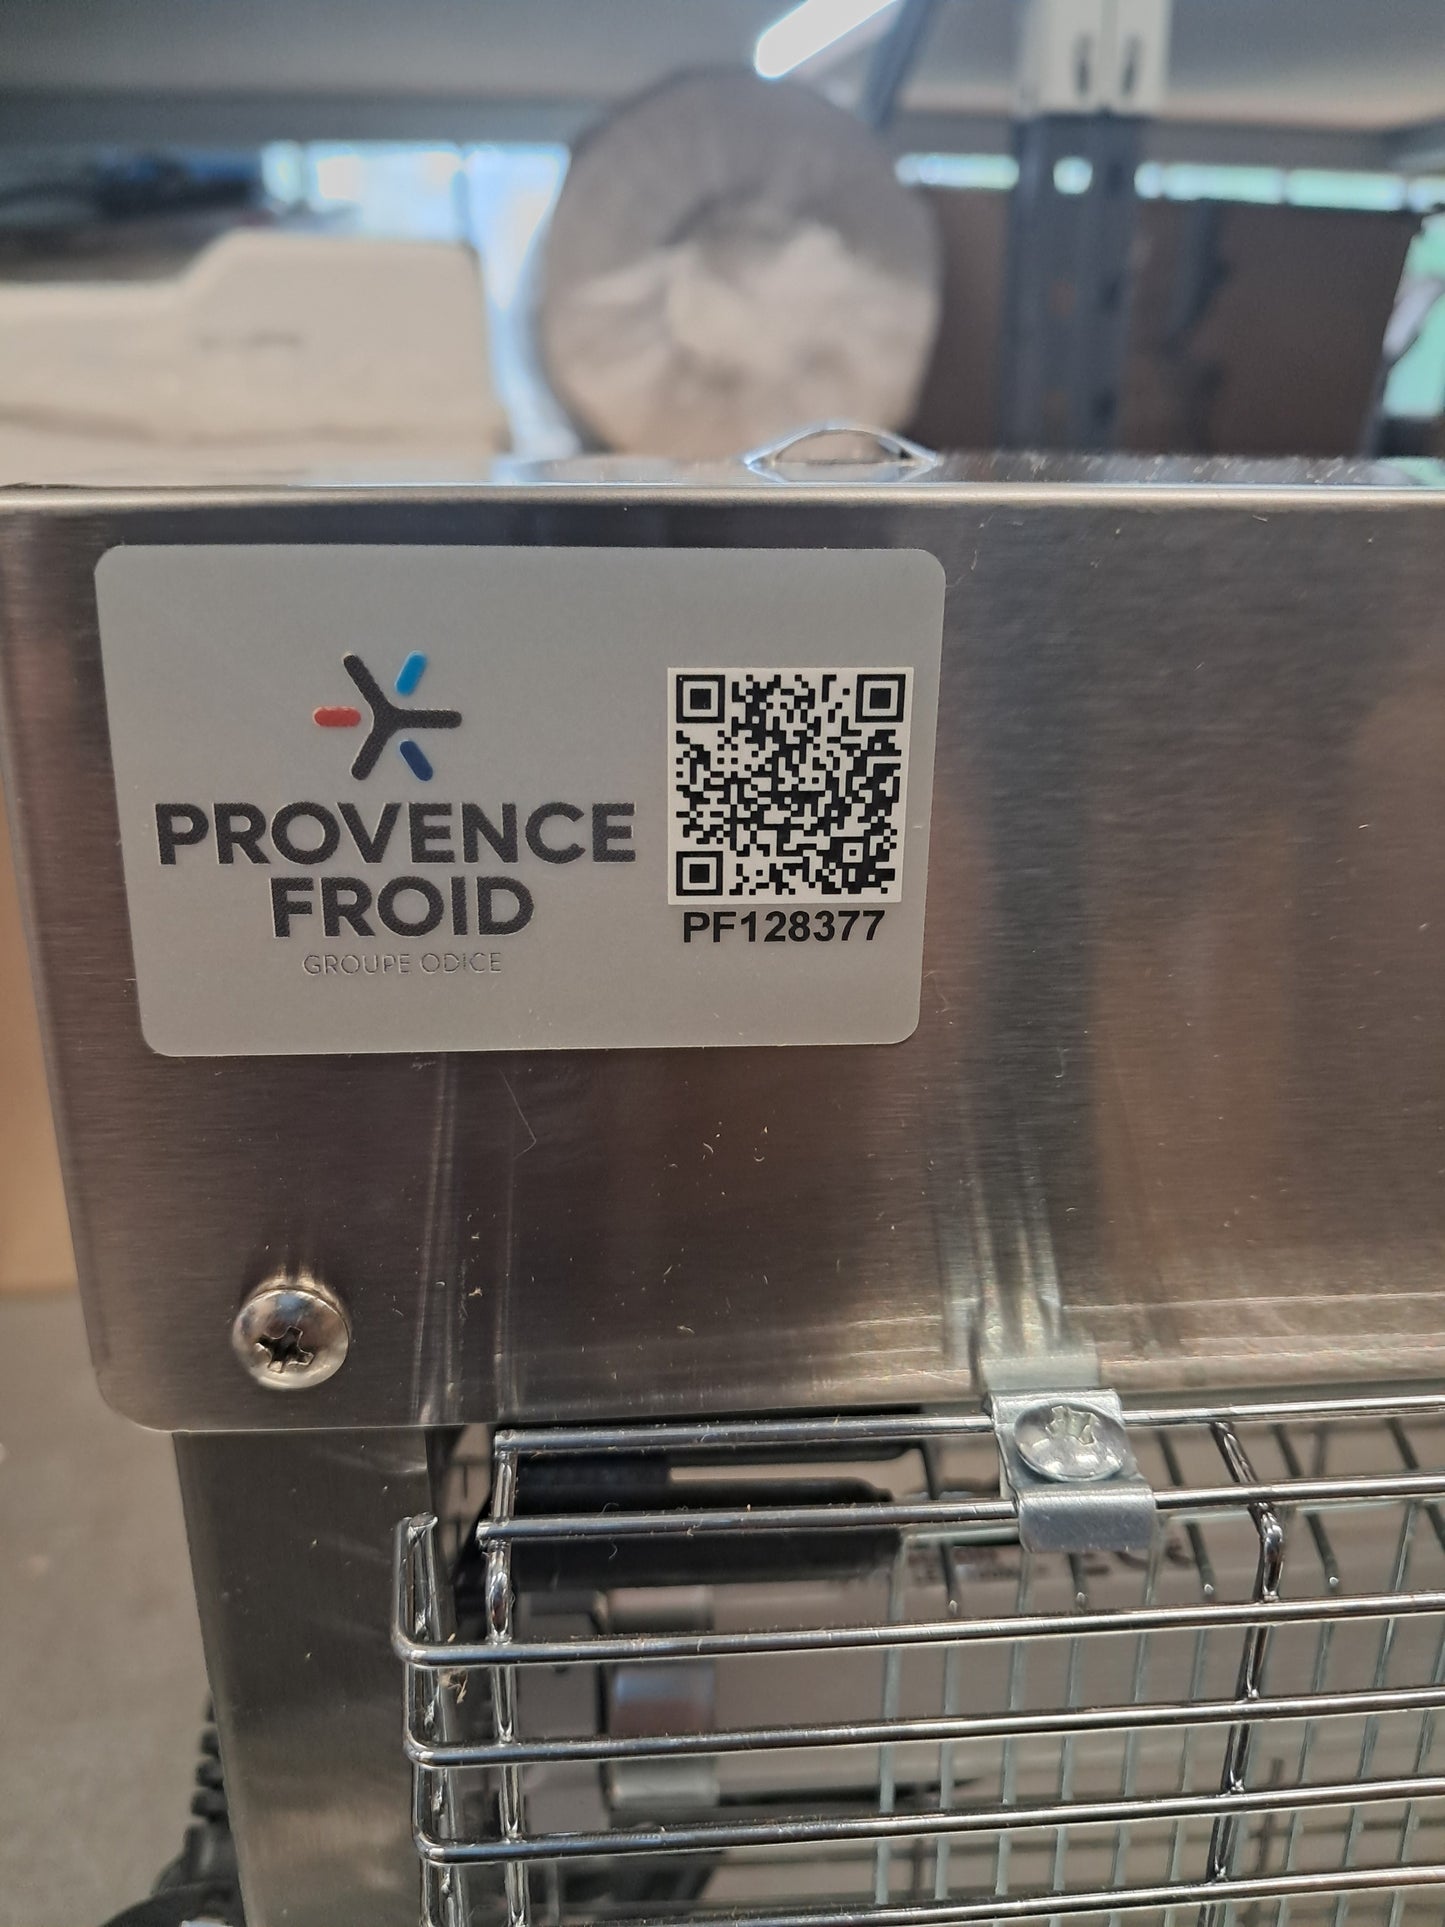 PROVENCE
FROID
GROUPE ODICE
PF128377